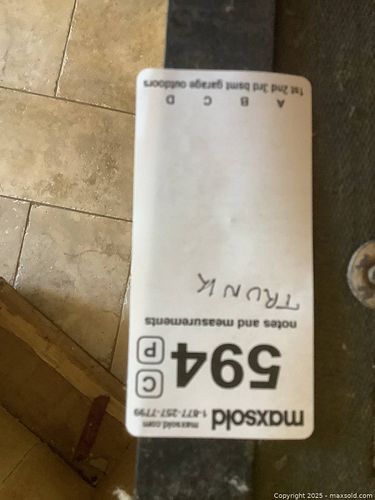 maxsold
maxsold.com
1-877-257-7799
594
C
P
notes and measurements
TRUNK
A B C D
1st 2nd 3rd bsmt garage outdoors
Copyright 2025 - maxsold.com